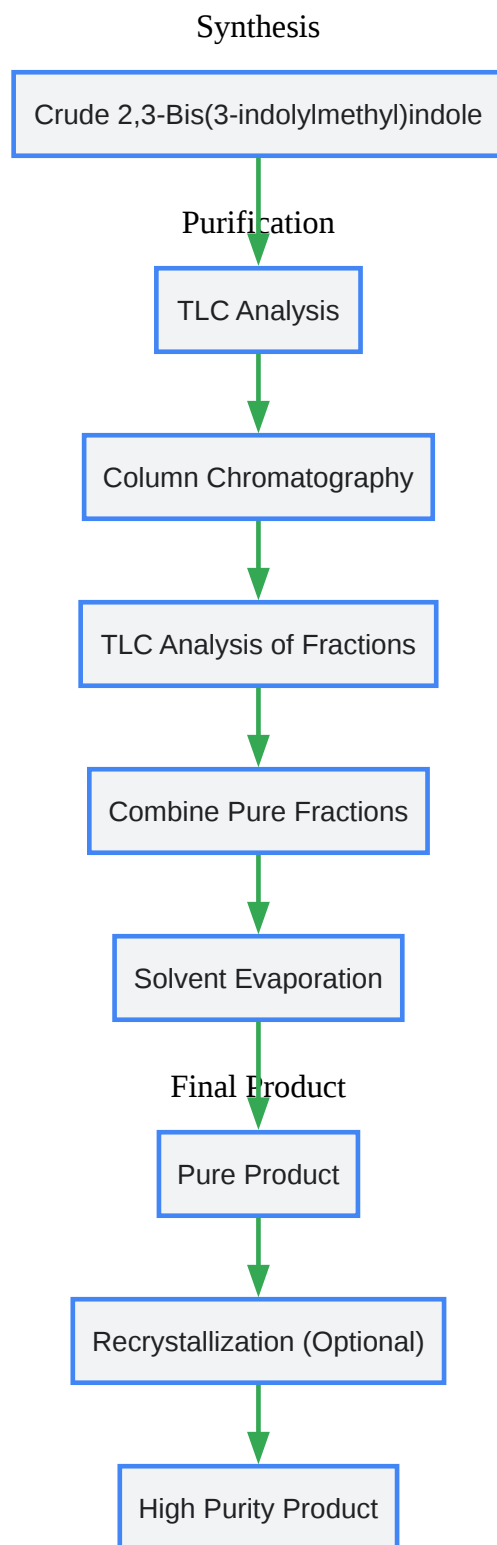 Synthesis
Crude 2,3-Bis(3-indolylmethyl)indole
Purification
TLC Analysis
Column Chromatography
TLC Analysis of Fractions
Combine Pure Fractions
Solvent Evaporation
Final Product
Pure Product
Recrystallization (Optional)
High Purity Product